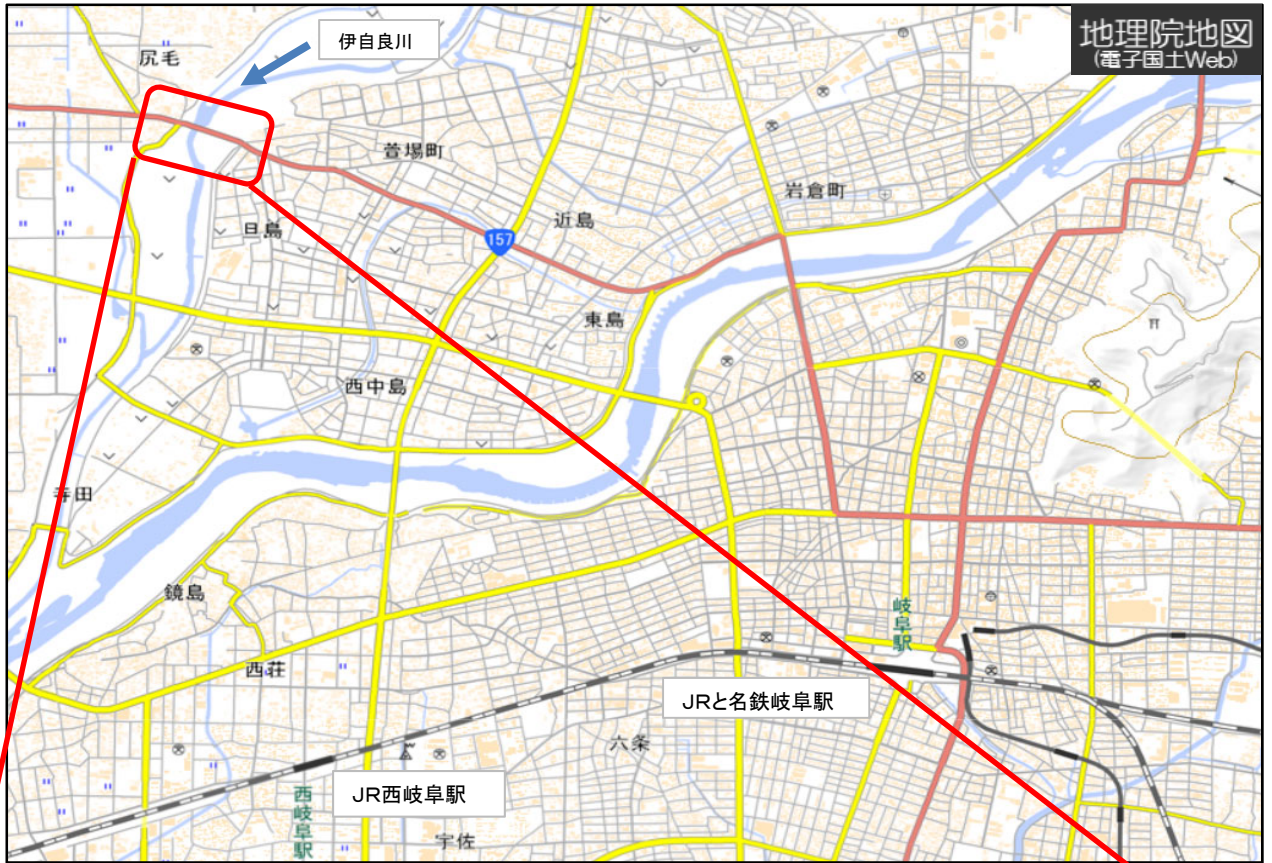 地理院地図
(電子国土Web)
伊自良川
尻毛
萱場町
岩倉町
近島
旦島
157
東島
西中島
寺田
鏡島
岐阜駅
西荘
JRと名鉄岐阜駅
六条
JR西岐阜駅
西岐阜駅
宇佐